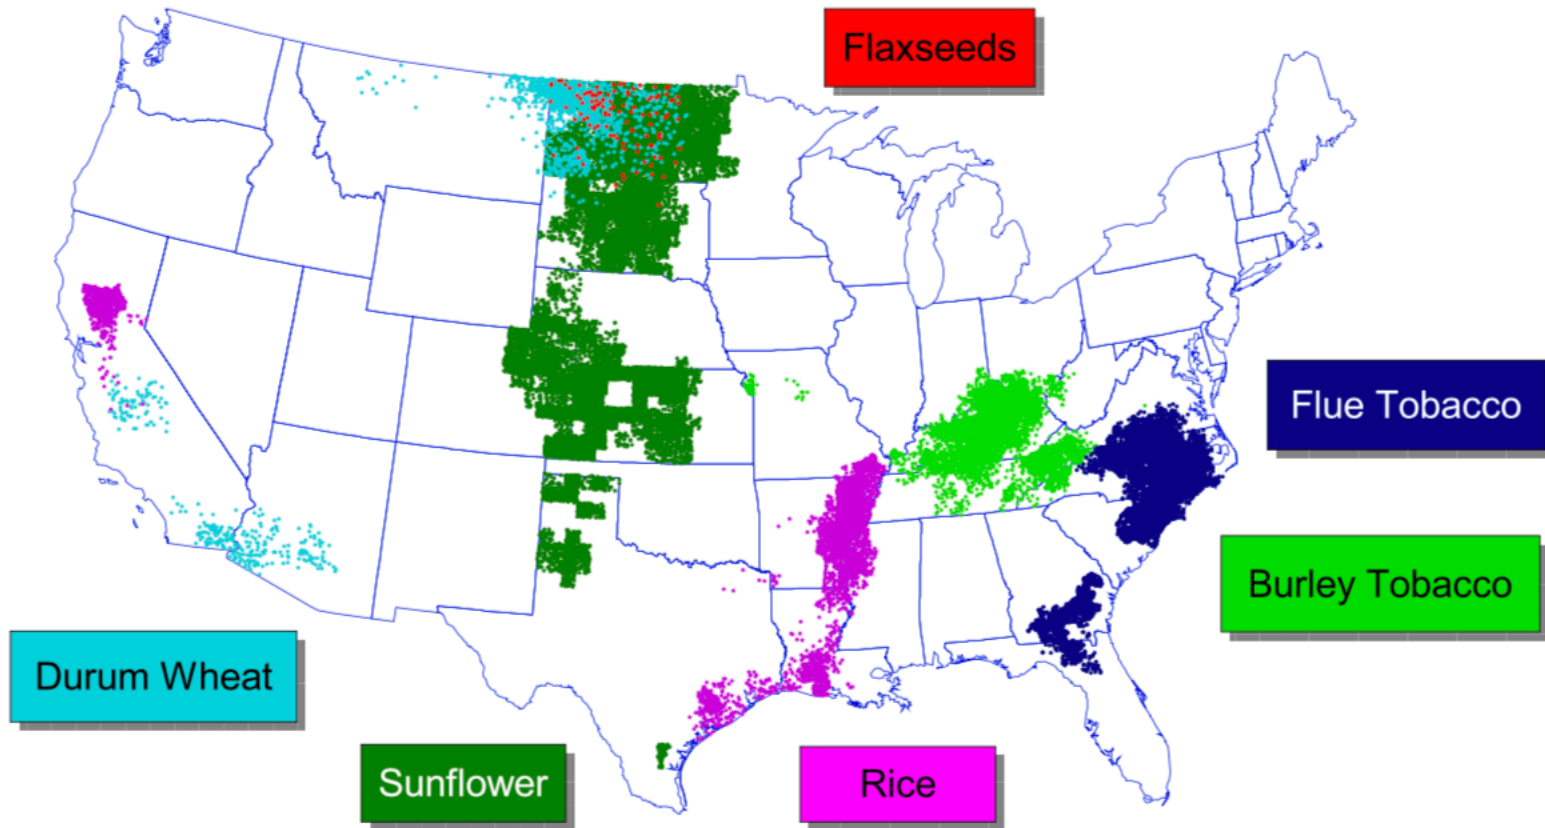 Flaxseeds
Flue Tobacco
Burley Tobacco
Durum Wheat
Sunflower
Rice